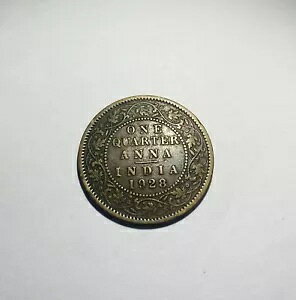 ONE
QUARTER
ANNA
INDIA
1928